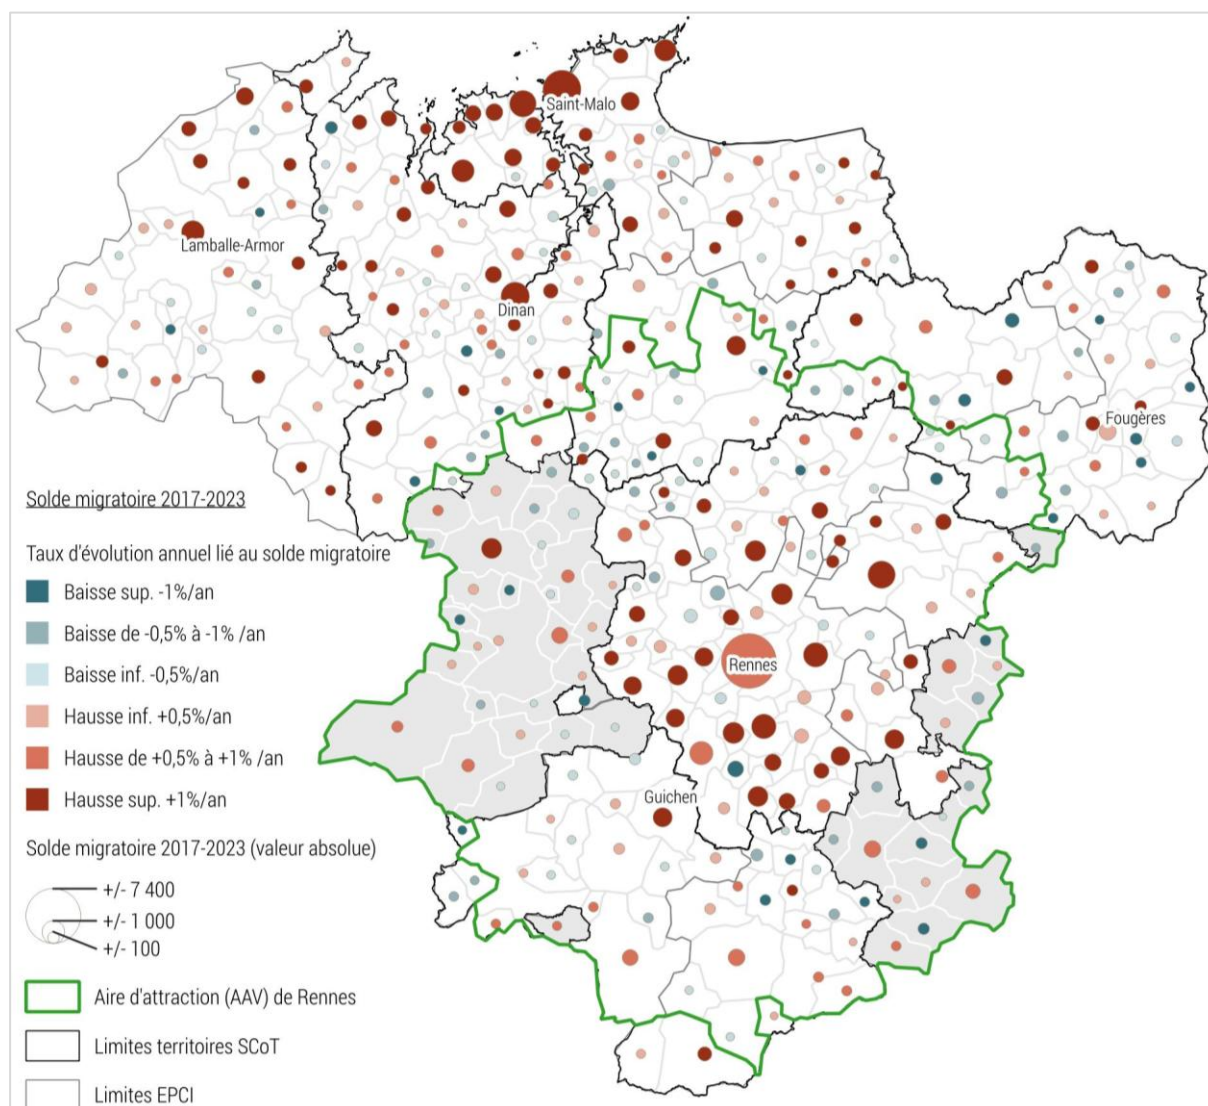 Saint-Malo
Lamballe-Armor
Dinan
Fougères
Rennes
Guichen
Solde migratoire 2017-2023
Taux d'évolution annuel lié au solde migratoire
Baisse sup. -1%/an
Baisse de -0,5% à -1% /an
Baisse inf. -0,5%/an
Hausse inf. +0,5%/an
Hausse de +0,5% à +1% /an
Hausse sup. +1%/an
Solde migratoire 2017-2023 (valeur absolue)
+/- 7 400
+/- 1 000
+/- 100
Aire d'attraction (AAV) de Rennes
Limites territoires SCoT
Limites EPCI